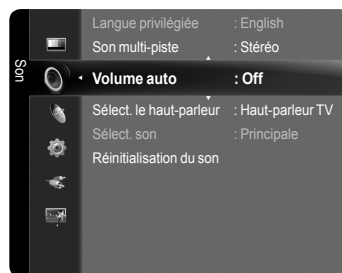 Son
Langue privilégiée : English
Son multi-piste : Stéréo
Volume auto : Off
Sélect. le haut-parleur : Haut-parleur TV
Sélect. son : Principale
Réinitialisation du son